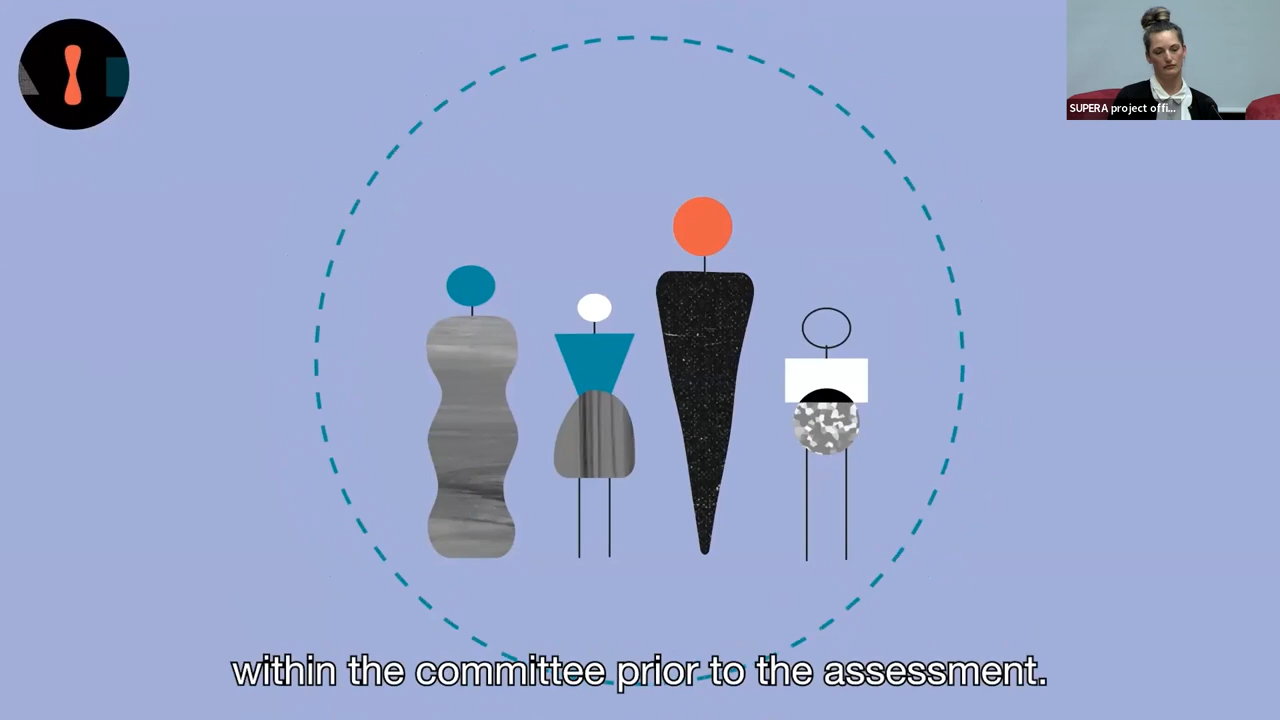 SUPERA project offi...
within the committee prior to the assessment.